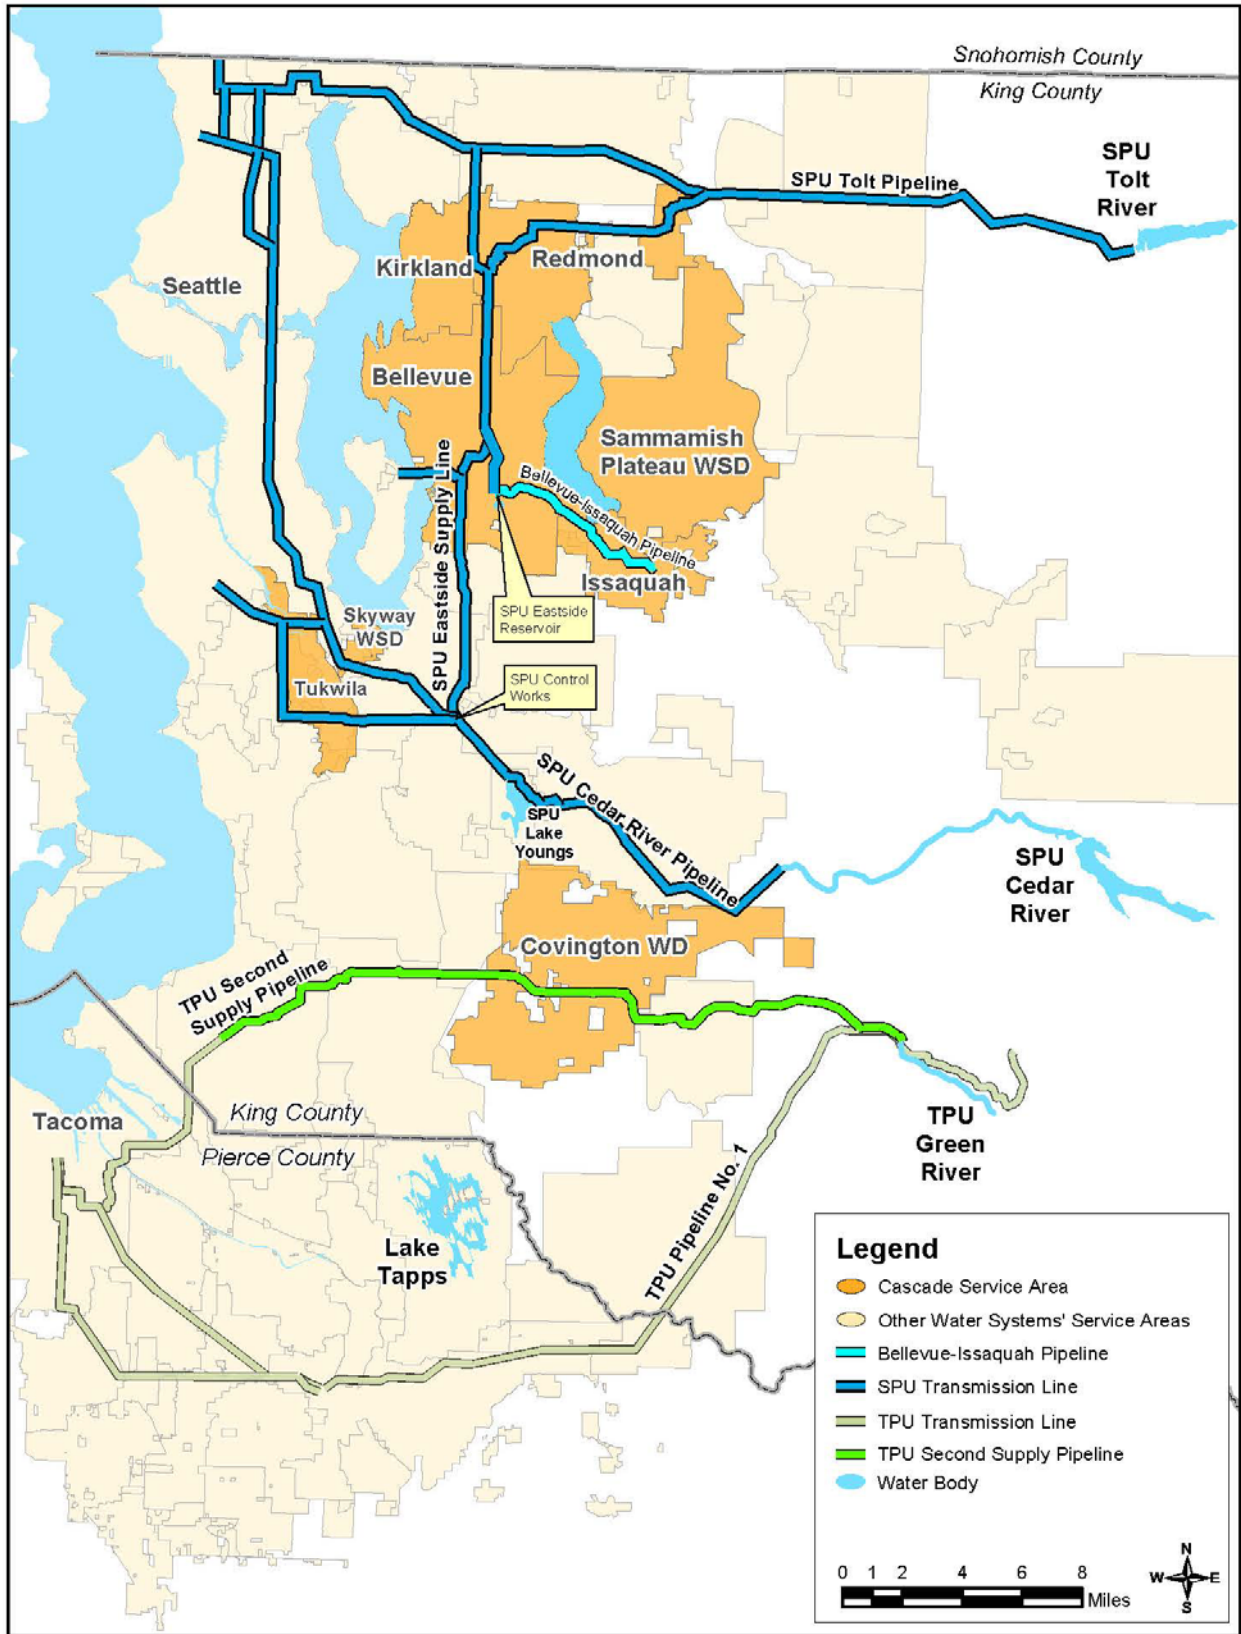 Snohomish County
King County
SPU
Tolt
River
SPU Tolt Pipeline
Kirkland
Redmond
Seattle
Bellevue
Sammamish
Plateau WSD
SPU Eastside Supply Line
Bellevue-Issaquah Pipeline
Issaquah
SPU Eastside
Reservoir
Skyway
WSD
Tukwila
SPU Control
Works
SPU Cedar River Pipeline
SPU
Lake
Youngs
SPU
Cedar
River
Covington WD
TPU Second
Supply Pipeline
Tacoma
King County
Pierce County
TPU
Green
River
TPU Pipeline No. 1
Lake
Tapps
Legend
Cascade Service Area
Other Water Systems' Service Areas
Bellevue-Issaquah Pipeline
SPU Transmission Line
TPU Transmission Line
TPU Second Supply Pipeline
Water Body
0 1 2 4 6 8
Miles
N
W E
S